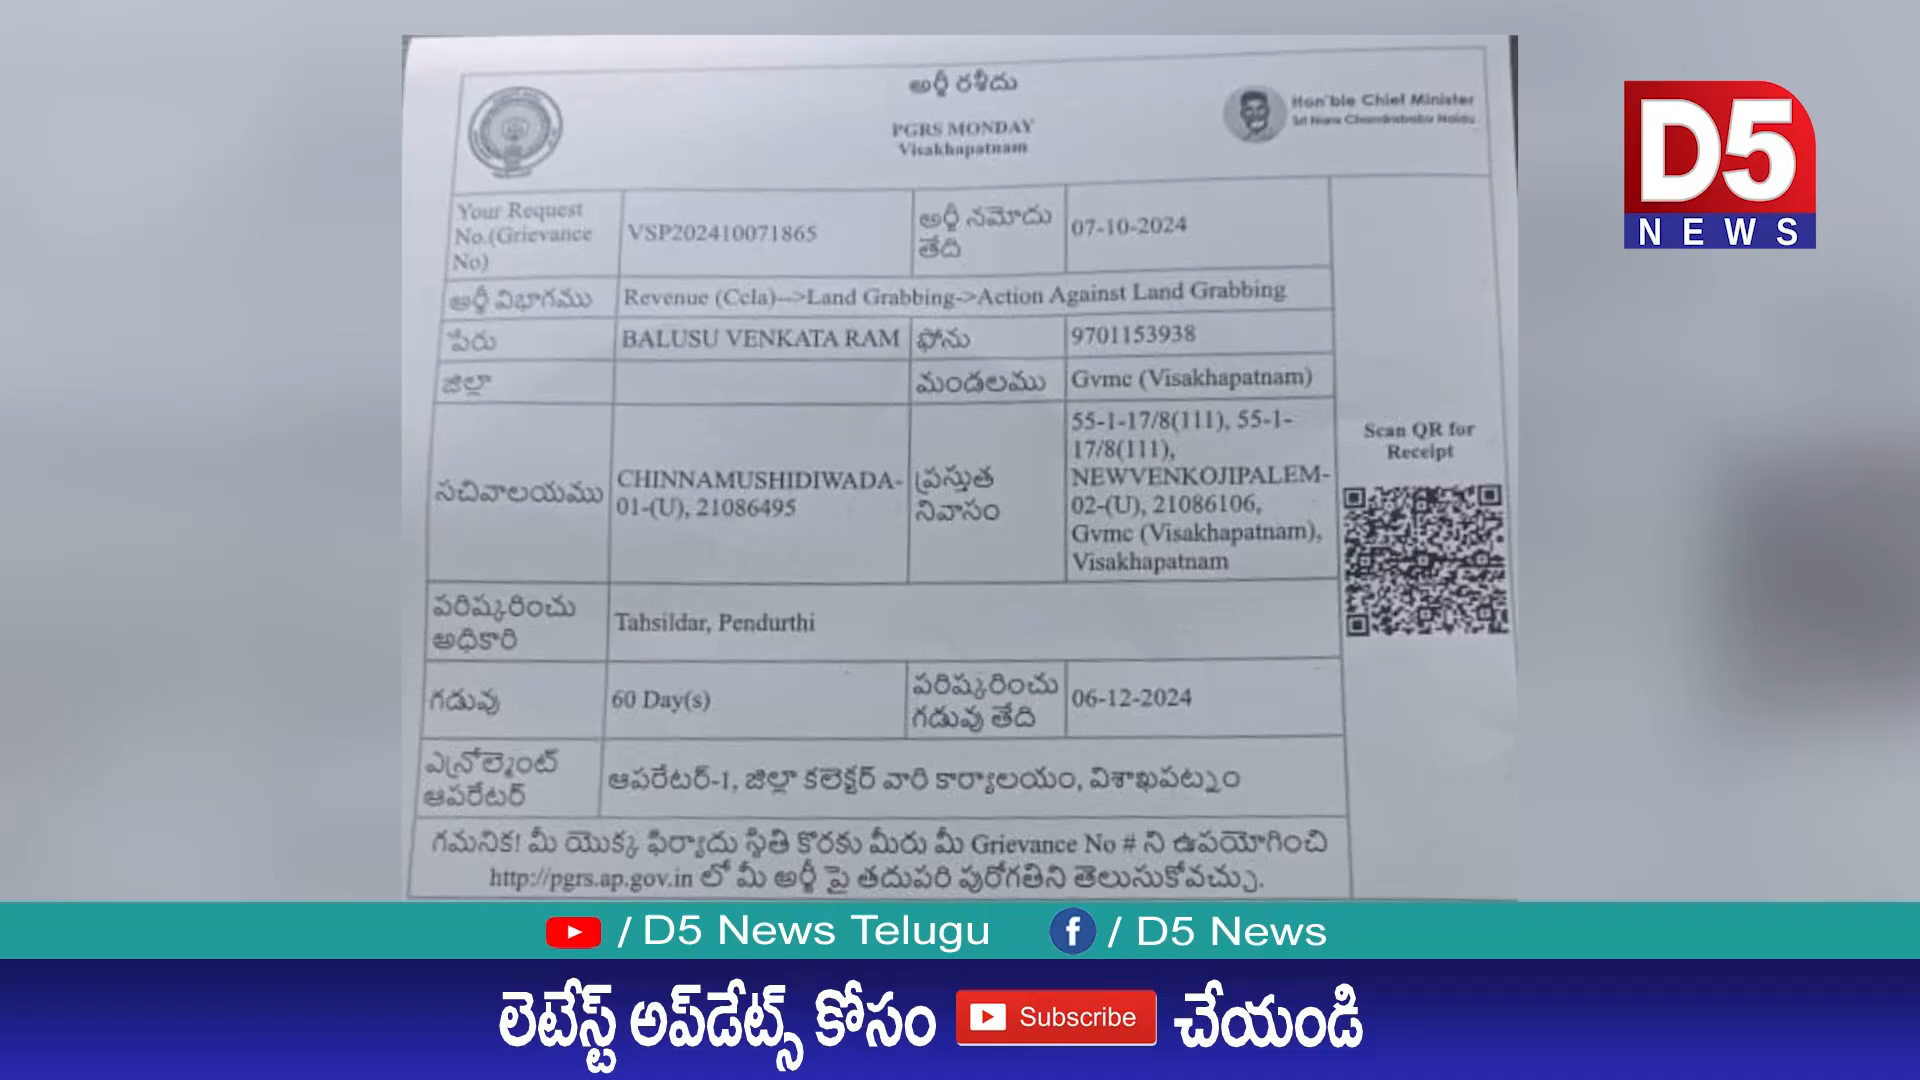 అర్జీ రశీదు
PGRS MONDAY
Visakhapatnam
Hon'ble Chief Minister
Sri Nara Chandrababu Naidu
D5
NEWS
Your Request
No.(Grievance
No)
VSP202410071865
అర్జీ నమోదు
తేది
07-10-2024
అర్జీ విభాగము
Revenue (Ccla)-->Land Grabbing->Action Against Land Grabbing
పేరు
BALUSU VENKATA RAM
ఫోను
9701153938
జిల్లా
మండలము
Gvmc (Visakhapatnam)
సచివాలయము
CHINNAMUSHIDIWADA-
01-(U), 21086495
ప్రస్తుత
నివాసం
55-1-17/8(111), 55-1-
17/8(111),
NEWVENKOJIPALEM-
02-(U), 21086106,
Gvmc (Visakhapatnam),
Visakhapatnam
Scan QR for
Receipt
పరిష్కరించు
అధికారి
Tahsildar, Pendurthi
గడువు
60 Day(s)
పరిష్కరించు
గడువు తేది
06-12-2024
ఎన్రోల్మెంట్
ఆపరేటర్
ఆపరేటర్-1, జిల్లా కలెక్టర్ వారి కార్యాలయం, విశాఖపట్నం
గమనిక! మీ యొక్క ఫిర్యాదు స్థితి కొరకు మీరు మీ Grievance No # ని ఉపయోగించి
http://pgrs.ap.gov.in లో మీ అర్జీ పై తదుపరి పురోగతిని తెలుసుకోవచ్చు.
/ D5 News Telugu
f / D5 News
లెటేస్ట్ అప్‌డేట్స్ కోసం Subscribe చేయండి